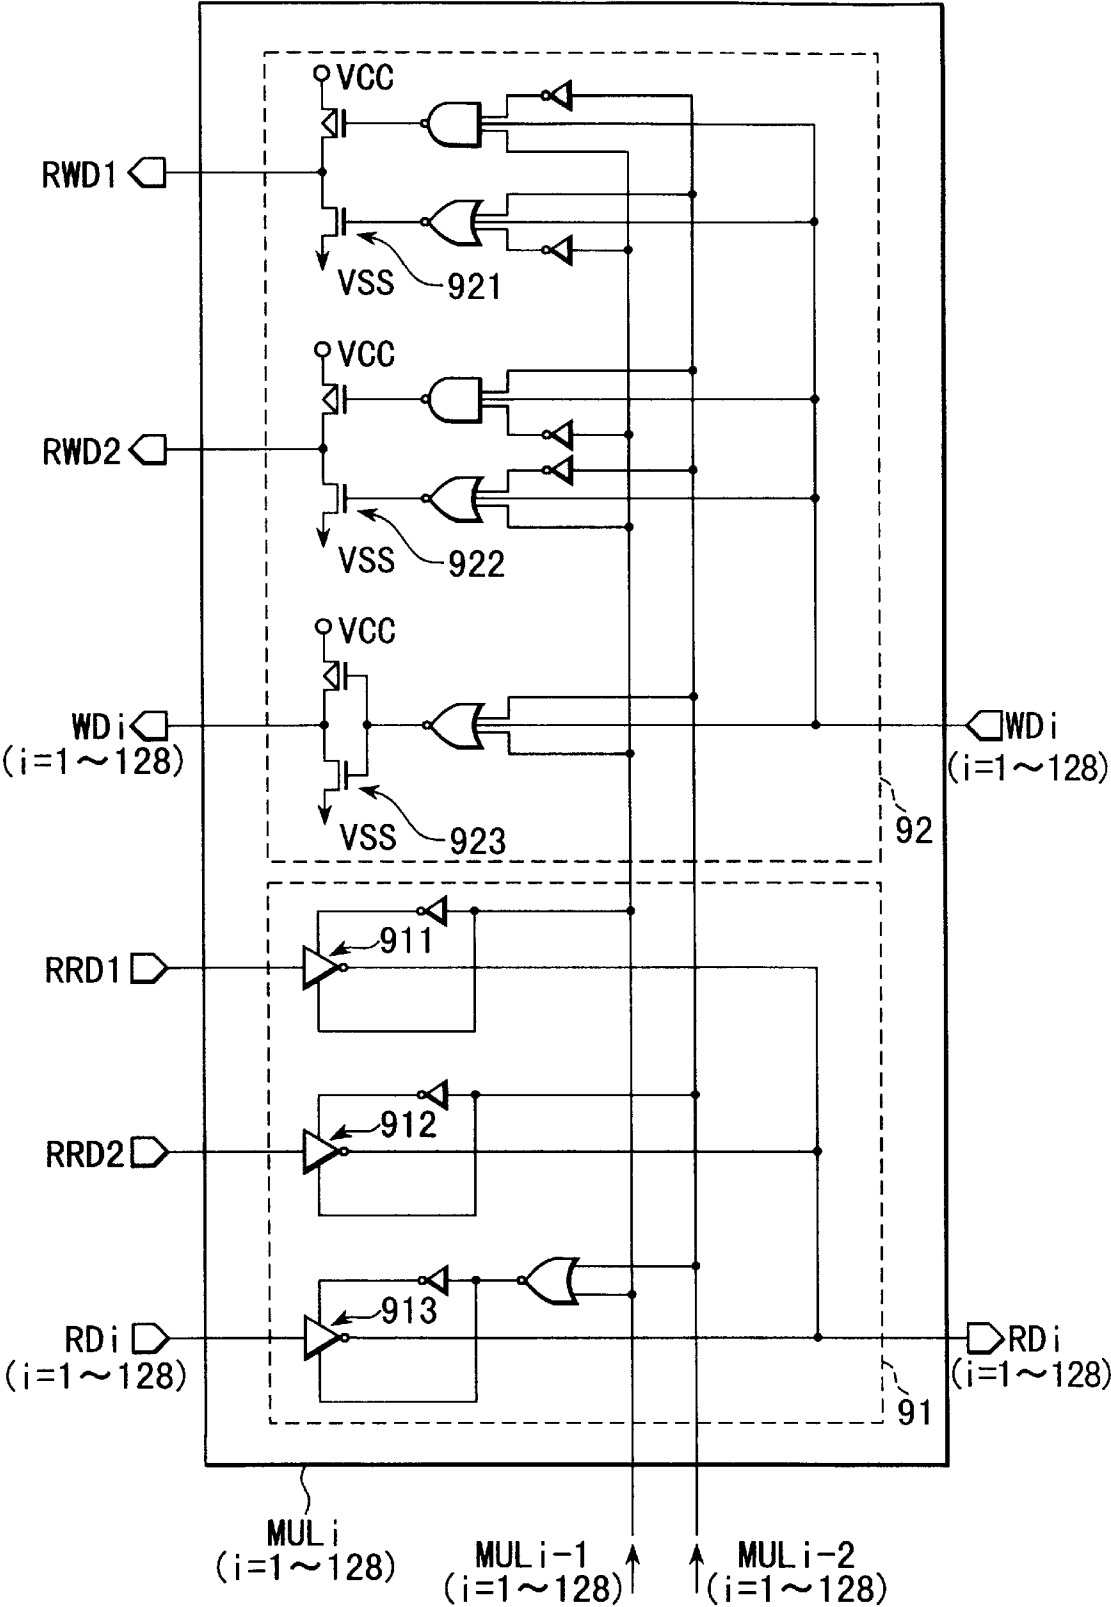 VCC
RWD1
VSS
921
VCC
RWD2
VSS
922
VCC
WDi
(i=1～128)
WDi
(i=1～128)
VSS
923
92
911
RRD1
912
RRD2
913
RDi
(i=1～128)
RDi
(i=1～128)
91
MULi
(i=1～128)
MULi-1
(i=1～128)
MULi-2
(i=1～128)